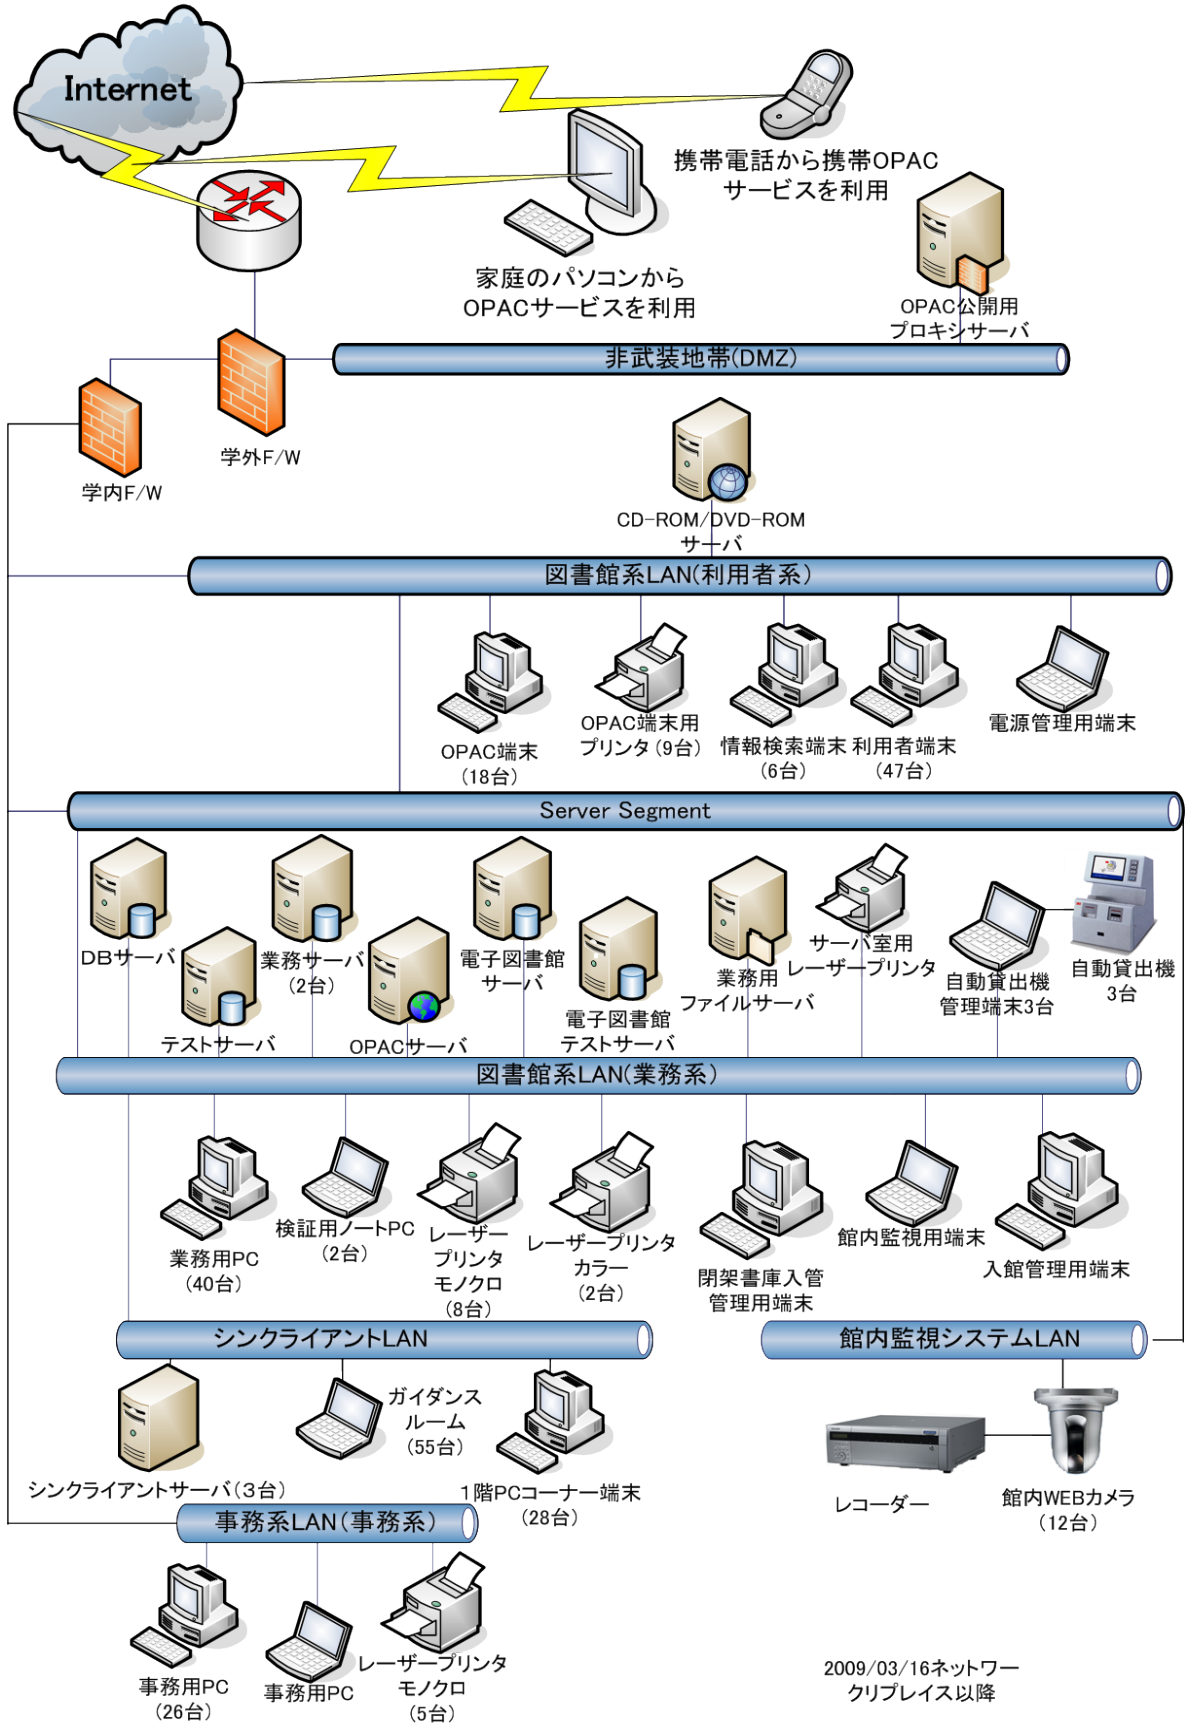 Internet
携帯電話から携帯OPAC
サービスを利用
家庭のパソコンから
OPACサービスを利用
OPAC公開用
プロキシサーバ
非武装地帯(DMZ)
学外F/W
学内F/W
CD-ROM/DVD-ROM
サーバ
図書館系LAN(利用者系)
OPAC端末
(18台)
OPAC端末用
プリンタ(9台)
情報検索端末
(6台)
利用者端末
(47台)
電源管理用端末
Server Segment
DBサーバ
テストサーバ
業務サーバ
(2台)
OPACサーバ
電子図書館
サーバ
電子図書館
テストサーバ
業務用
ファイルサーバ
サーバ室用
レーザープリンタ
自動貸出機
管理端末3台
自動貸出機
3台
図書館系LAN(業務系)
業務用PC
(40台)
検証用ノートPC
(2台)
レーザー
プリンタ
モノクロ
(8台)
レーザープリンタ
カラー
(2台)
閉架書庫入管
管理用端末
館内監視用端末
入館管理用端末
シンクライアントLAN
館内監視システムLAN
シンクライアントサーバ(3台)
ガイダンス
ルーム
(55台)
1階PCコーナー端末
(28台)
レコーダー
館内WEBカメラ
(12台)
事務系LAN(事務系)
事務用PC
(26台)
事務用PC
レーザープリンタ
モノクロ
(5台)
2009/03/16ネットワー
クリプレイス以降